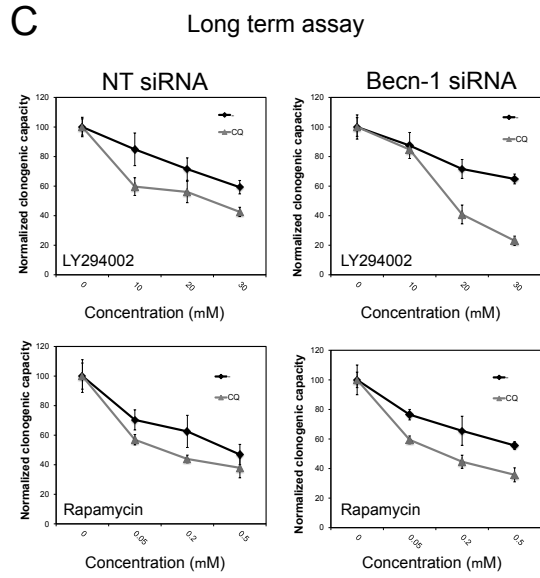 C
Long term assay
NT siRNA
Becn-1 siRNA
Normalized clonogenic capacity
120
100
80
60
40
20
0
-
CQ
LY294002
0
10
20
30
Concentration (mM)
Normalized clonogenic capacity
120
100
80
60
40
20
0
-
CQ
LY294002
0
10
20
30
Concentration (mM)
Normalized clonogenic capacity
120
100
80
60
40
20
0
-
CQ
Rapamycin
0
0.05
0.2
0.5
Concentration (mM)
Normalized clonogenic capacity
120
100
80
60
40
20
0
-
CQ
Rapamycin
0
0.05
0.2
0.5
Concentration (mM)